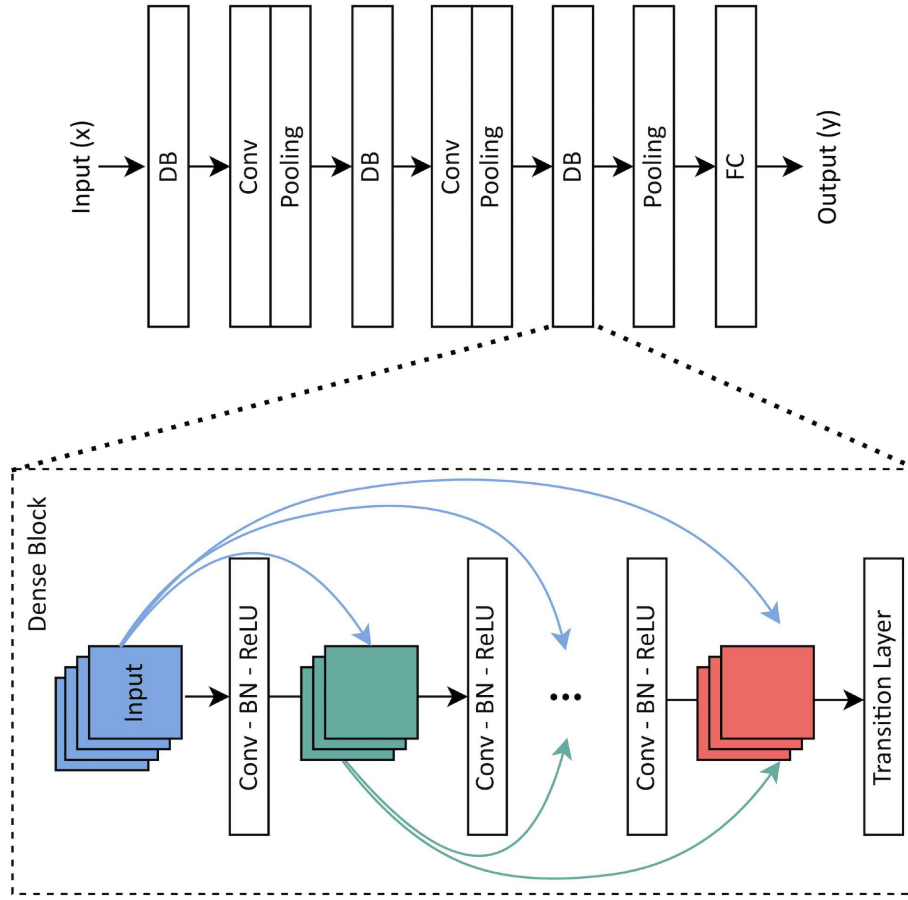 Input (x)
DB
Conv
Pooling
DB
Conv
Pooling
DB
Pooling
FC
Output (y)
Dense Block
Input
Conv - BN - ReLU
Conv - BN - ReLU
...
Conv - BN - ReLU
Transition Layer